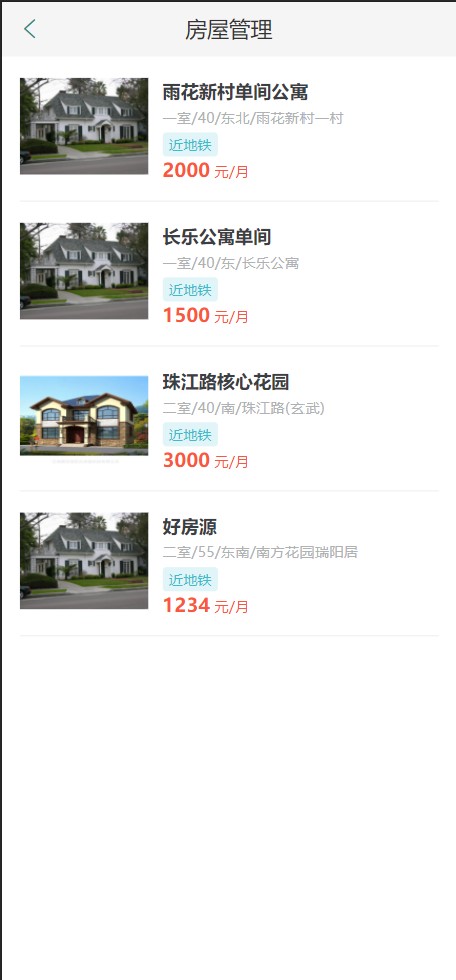 房屋管理
雨花新村单间公寓
一室/40/东北/雨花新村一村
近地铁
2000 元/月
长乐公寓单间
一室/40/东/长乐公寓
近地铁
1500 元/月
珠江路核心花园
二室/40/南/珠江路(玄武)
近地铁
3000 元/月
好房源
二室/55/东南/南方花园瑞阳居
近地铁
1234 元/月